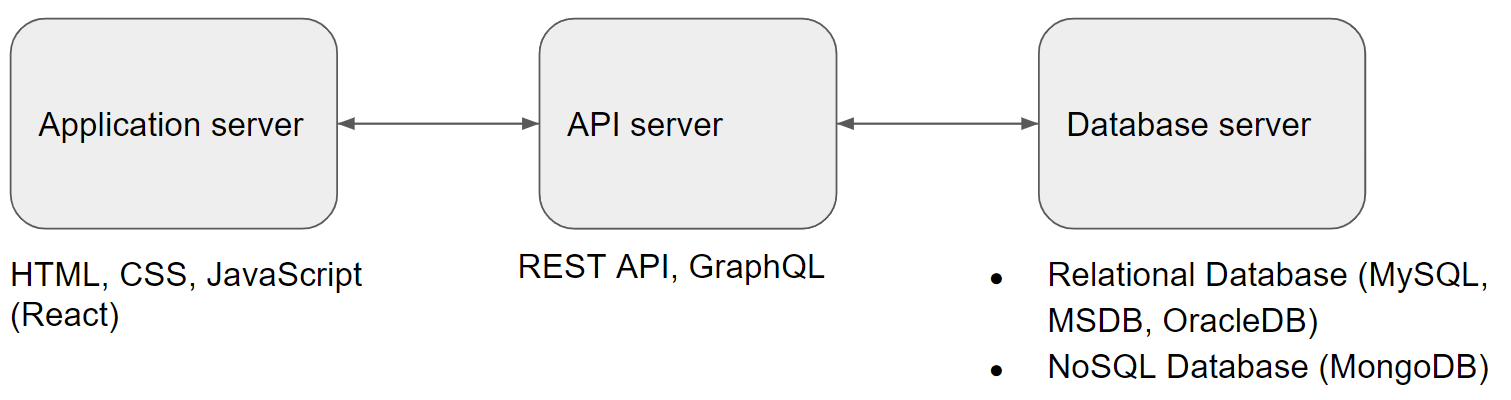 Application server
API server
Database server
HTML, CSS, JavaScript
(React)
REST API, GraphQL
● Relational Database (MySQL,
MSDB, OracleDB)
● NoSQL Database (MongoDB)